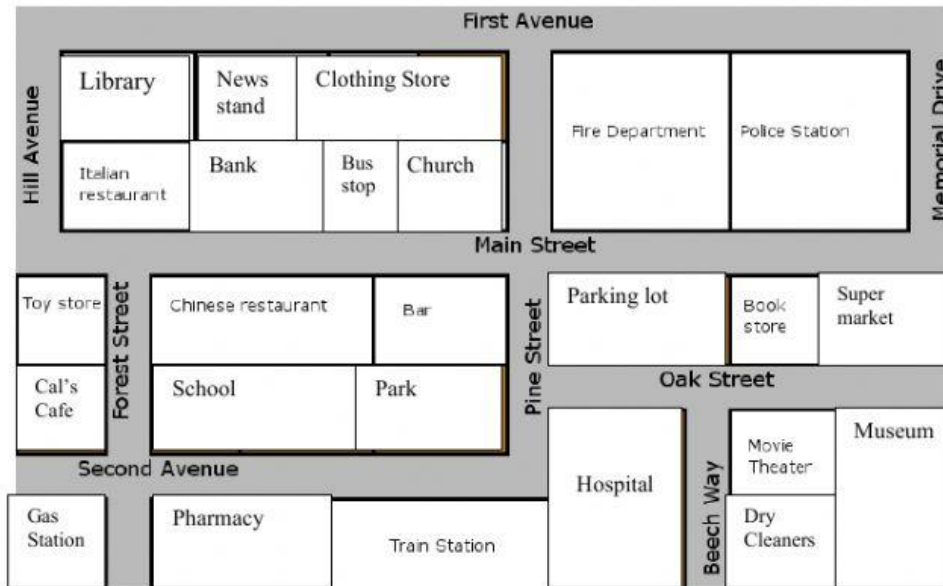 First Avenue
Hill Avenue
Library
News
stand
Clothing Store
Fire Department
Police Station
Memorial Drive
Italian
restaurant
Bank
Bus
stop
Church
Main Street
Toy store
Forest Street
Chinese restaurant
Bar
Pine Street
Parking lot
Book
store
Super
market
Cal's
Cafe
School
Park
Oak Street
Second Avenue
Gas
Station
Pharmacy
Train Station
Hospital
Beech Way
Movie
Theater
Museum
Dry
Cleaners